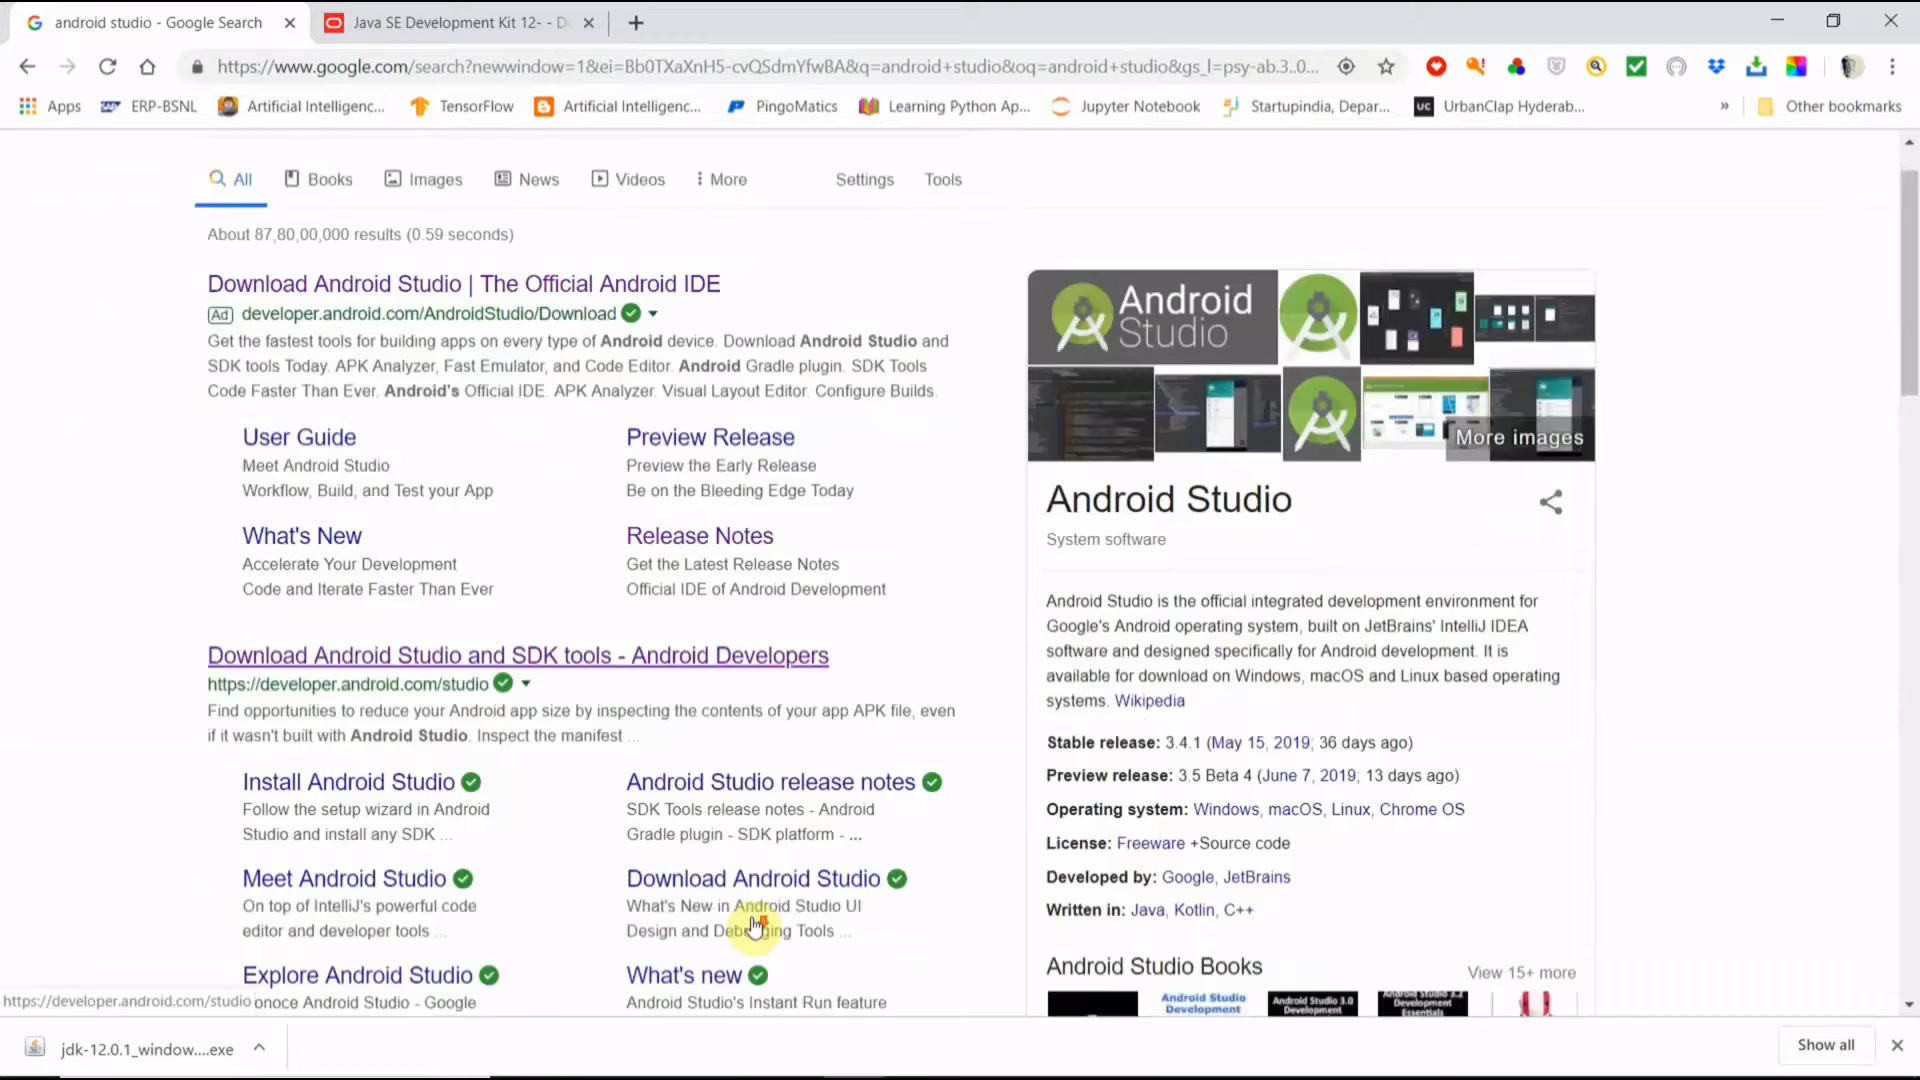 android studio - Google Search
Java SE Development Kit 12- - D
https://www.google.com/search?newwindow=1&ei=Bb0TXaXnH5-cvQSdmYfwBA&q=android+studio&oq=android+studio&gs_l=psy-ab.3..0...
Apps
ERP-BSNL
Artificial Intelligenc...
TensorFlow
Artificial Intelligenc...
PingoMatics
Learning Python Ap...
Jupyter Notebook
Startupindia, Depar...
UC
UrbanClap Hyderab...
»
Other bookmarks
All
Books
Images
News
Videos
More
Settings
Tools
About 87,80,00,000 results (0.59 seconds)
Download Android Studio | The Official Android IDE
Ad developer.android.com/AndroidStudio/Download
Get the fastest tools for building apps on every type of Android device. Download Android Studio and
SDK tools Today. APK Analyzer, Fast Emulator, and Code Editor. Android Gradle plugin. SDK Tools
Code Faster Than Ever. Android's Official IDE. APK Analyzer. Visual Layout Editor. Configure Builds.
User Guide
Meet Android Studio
Workflow, Build, and Test your App
Preview Release
Preview the Early Release
Be on the Bleeding Edge Today
What's New
Accelerate Your Development
Code and Iterate Faster Than Ever
Release Notes
Get the Latest Release Notes
Official IDE of Android Development
Download Android Studio and SDK tools - Android Developers
https://developer.android.com/studio
Find opportunities to reduce your Android app size by inspecting the contents of your app APK file, even
if it wasn't built with Android Studio. Inspect the manifest ...
Install Android Studio
Follow the setup wizard in Android
Studio and install any SDK ...
Android Studio release notes
SDK Tools release notes - Android
Gradle plugin - SDK platform - ...
Meet Android Studio
On top of IntelliJ's powerful code
editor and developer tools ...
Download Android Studio
What's New in Android Studio UI
Design and Debugging Tools ...
Explore Android Studio
onoce Android Studio - Google
What's new
Android Studio's Instant Run feature
https://developer.android.com/studio
Android
Studio
More images
Android Studio
System software
Android Studio is the official integrated development environment for
Google's Android operating system, built on JetBrains' IntelliJ IDEA
software and designed specifically for Android development. It is
available for download on Windows, macOS and Linux based operating
systems. Wikipedia
Stable release: 3.4.1 (May 15, 2019; 36 days ago)
Preview release: 3.5 Beta 4 (June 7, 2019; 13 days ago)
Operating system: Windows, macOS, Linux, Chrome OS
License: Freeware +Source code
Developed by: Google, JetBrains
Written in: Java, Kotlin, C++
Android Studio Books
View 15+ more
Android Studio
Development
Android Studio 3.0
Development
Android Studio 3.2
Development
Essentials
jdk-12.0.1_window....exe
Show all